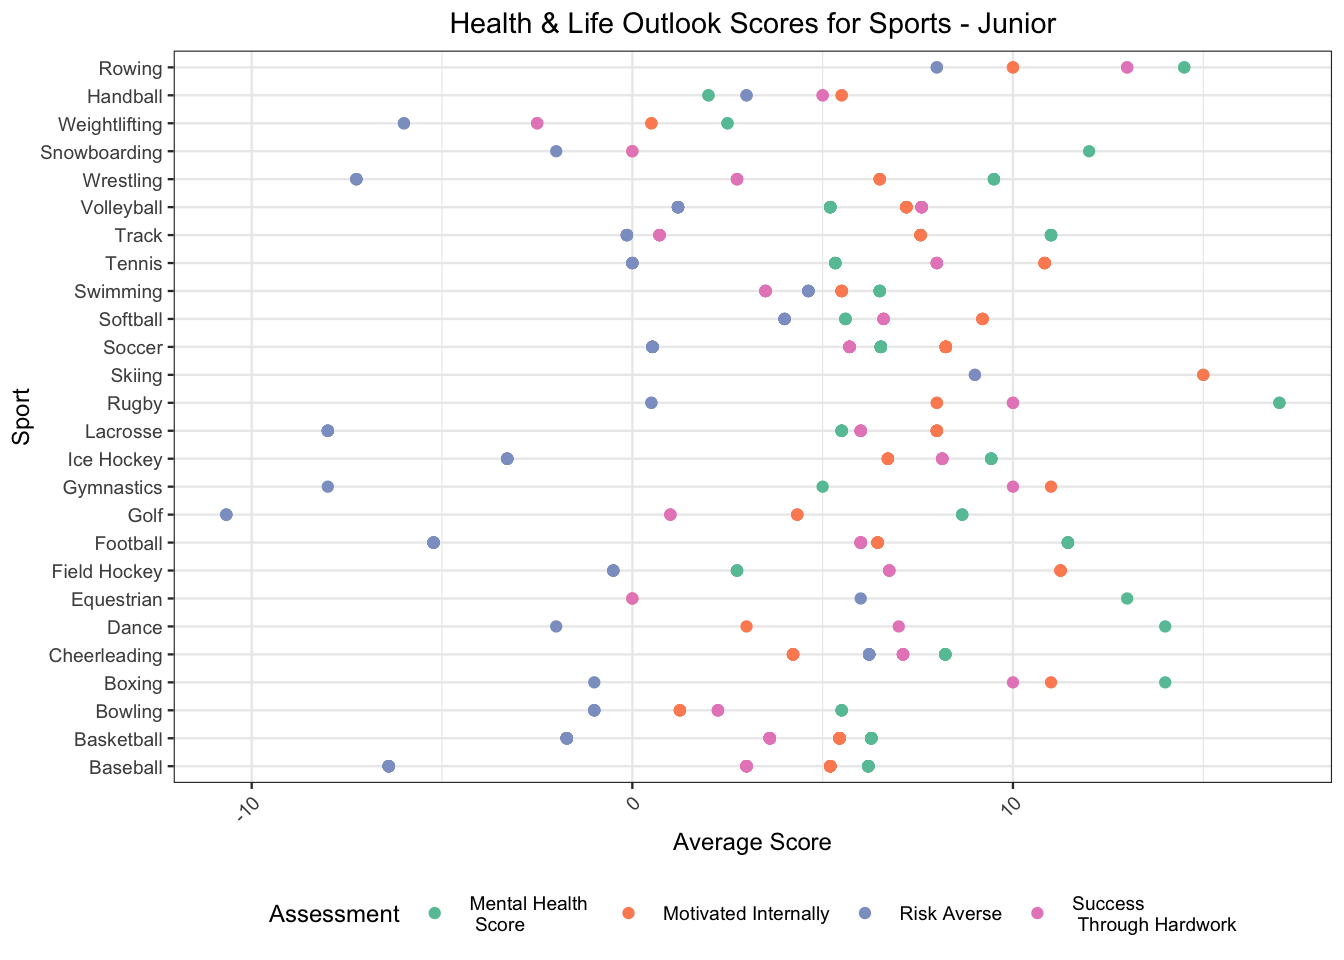 Health & Life Outlook Scores for Sports - Junior
Sport
Rowing
Handball
Weightlifting
Snowboarding
Wrestling
Volleyball
Track
Tennis
Swimming
Softball
Soccer
Skiing
Rugby
Lacrosse
Ice Hockey
Gymnastics
Golf
Football
Field Hockey
Equestrian
Dance
Cheerleading
Boxing
Bowling
Basketball
Baseball
-10 0 10
Average Score
Assessment
Mental Health
Score
Motivated Internally
Risk Averse
Success
Through Hardwork